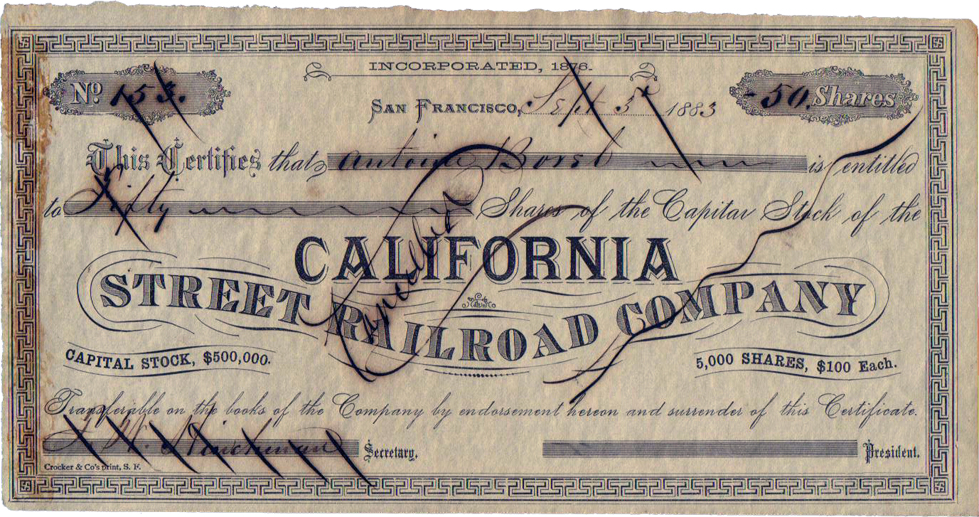 INCORPORATED, 1878.
No 153.
San Francisco, Sept 5th 1883
50. Shares
This Certifies that Antoine Borel is entitled
to Fifty Shares of the Capital Stock of the
CALIFORNIA
STREET RAILROAD COMPANY
Cancelled
CAPITAL STOCK, $500,000.
5,000 SHARES, $100 Each.
Transferable on the books of the Company by endorsement hereon and surrender of this Certificate.
Secretary.
President.
Crocker & Co's print, S. F.